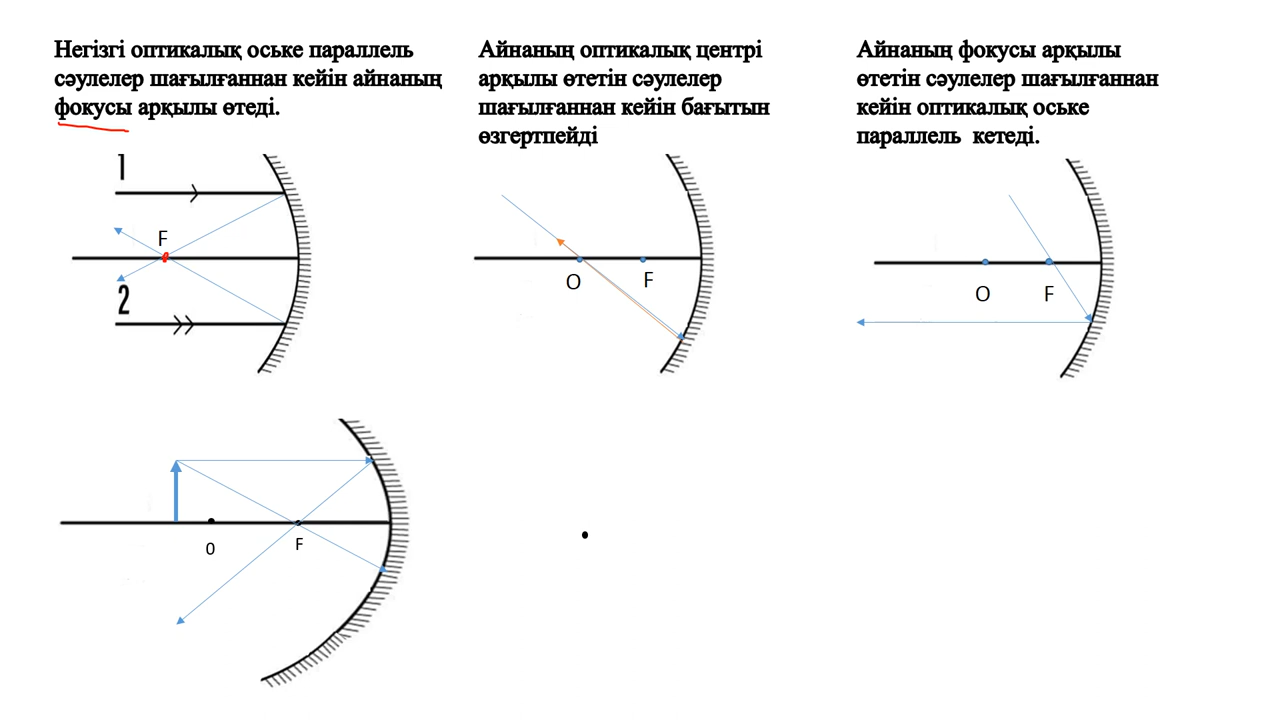 Негізгі оптикалық оське параллель
сәулелер шағылғаннан кейін айнаның
фокусы арқылы өтеді.
1
F
2
Айнаның оптикалық центрі
арқылы өтетін сәулелер
шағылғаннан кейін бағытын
өзгертпейді
O
F
Айнаның фокусы арқылы
өтетін сәулелер шағылғаннан
кейін оптикалық оське
параллель кетеді.
O
F
0
F